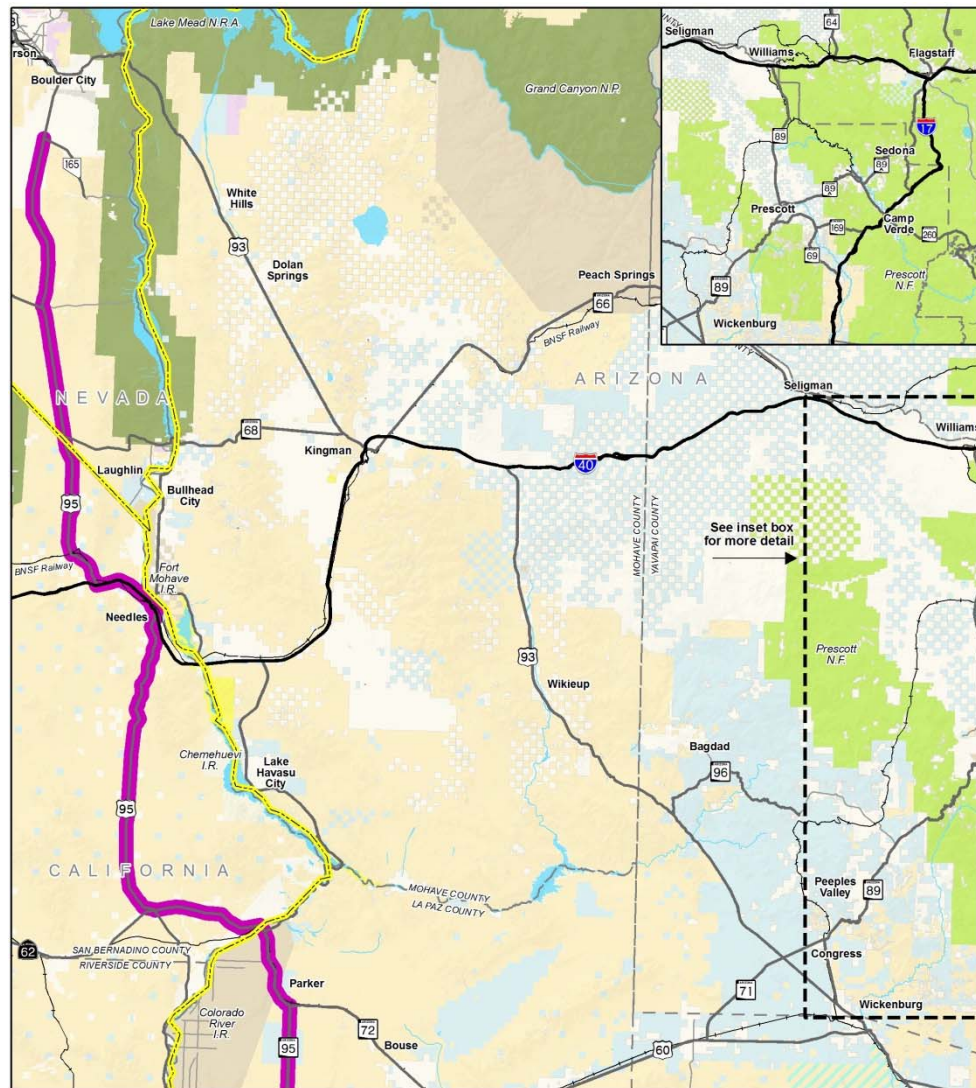 Lake Mead N.R.A.
rson
Boulder City
165
Grand Canyon N.P.
White
Hills
93
Dolan
Springs
Peach Springs
66
BNSF Railway
NEVADA
ARIZONA
68
Kingman
40
Seligman
Williams
Laughlin
Bullhead
City
95
BNSF Railway
Fort
Mohave
I.R.
Needles
MOHAVE COUNTY
YAVAPAI COUNTY
See inset box
for more detail
Prescott
N.F.
93
Wikieup
Chemehuevi
I.R.
Lake
Havasu
City
Bagdad
96
95
CALIFORNIA
MOHAVE COUNTY
LA PAZ COUNTY
Peeples
Valley
89
62
SAN BERNADINO COUNTY
RIVERSIDE COUNTY
Congress
Parker
71
Wickenburg
Colorado
River
I.R.
72
95
Bouse
60
UNTY
64
Seligman
Williams
Flagstaff
17
89
Sedona
89
A
89
A
Prescott
169
Camp
Verde
260
69
Prescott
N.F.
89
Wickenburg